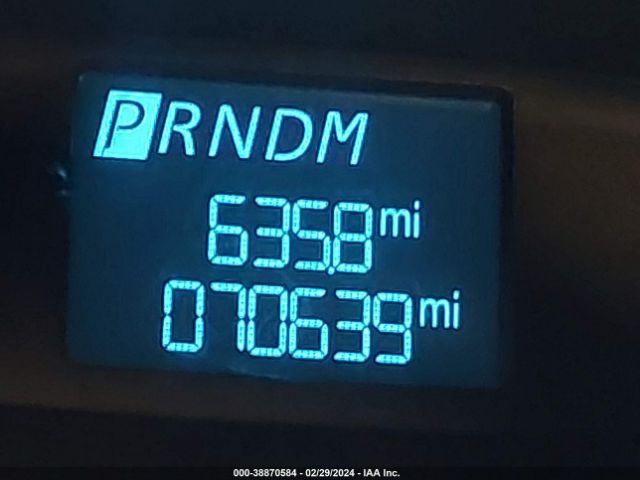 PRNDM
635.8 mi
070639 mi
000-38870584 - 02/29/2024 - IAA Inc.